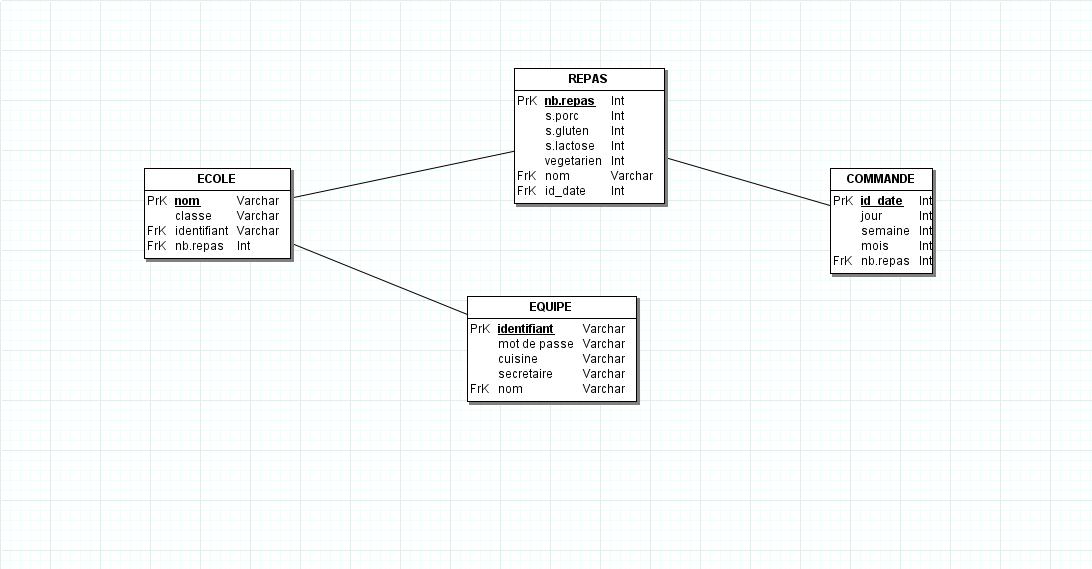 REPAS
PrK nb.repas Int
s.porc Int
s.gluten Int
s.lactose Int
vegetarien Int
FrK nom Varchar
FrK id_date Int
ECOLE
PrK nom Varchar
classe Varchar
FrK identifiant Varchar
FrK nb.repas Int
COMMANDE
PrK id_date Int
jour Int
semaine Int
mois Int
FrK nb.repas Int
EQUIPE
PrK identifiant Varchar
mot de passe Varchar
cuisine Varchar
secretaire Varchar
FrK nom Varchar